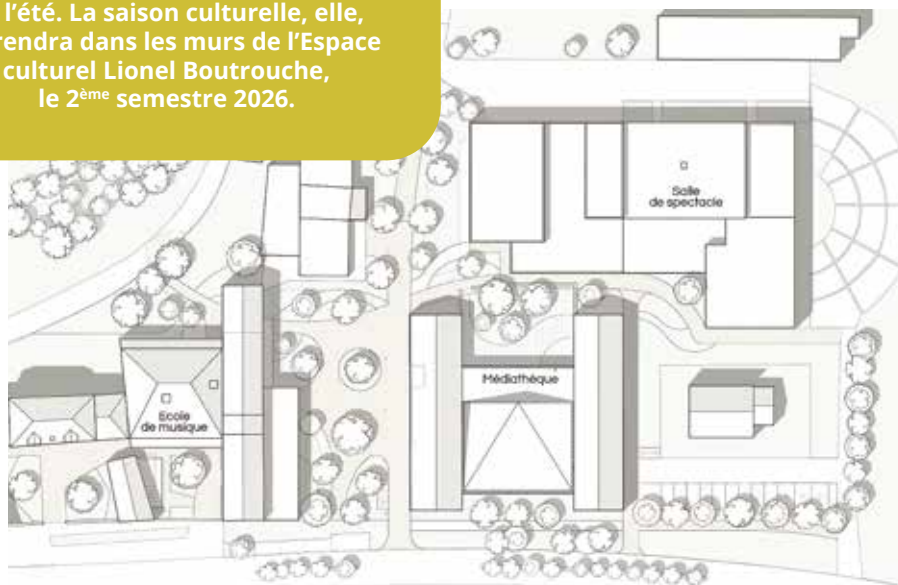 l’été. La saison culturelle, elle,
rendra dans les murs de l’Espace
culturel Lionel Boutrouche,
le 2ème semestre 2026.
Salle
de spectacle
Médiathèque
Ecole
de musique